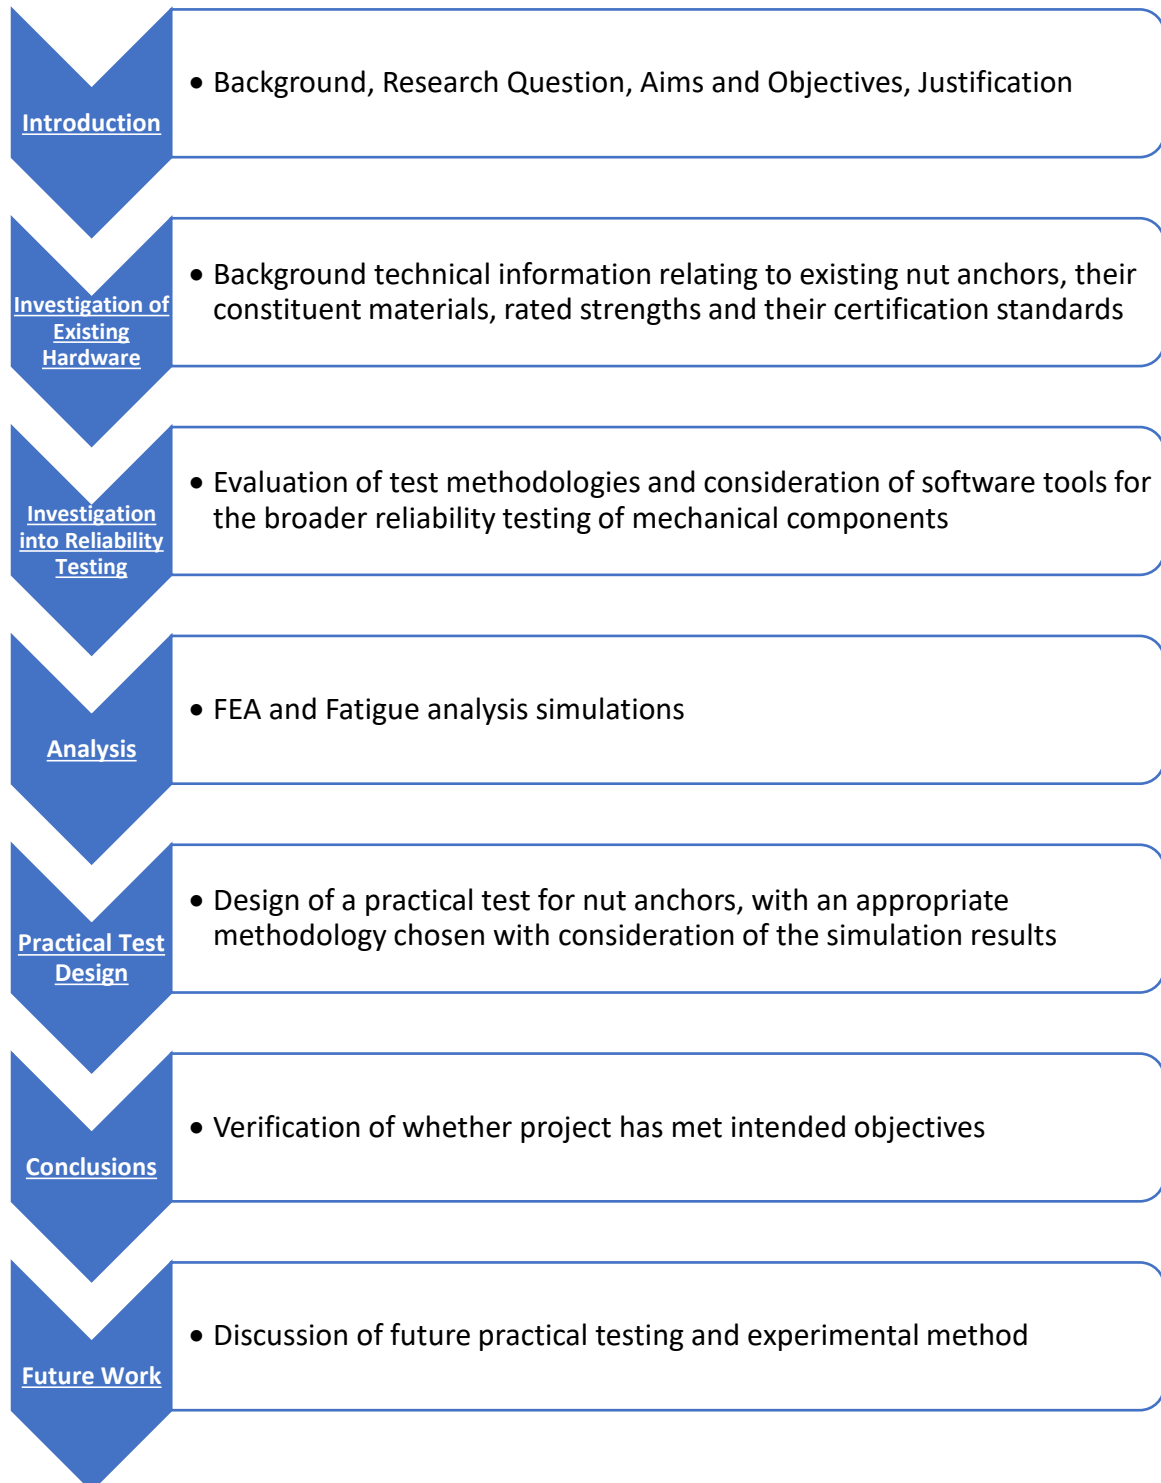 Introduction
• Background, Research Question, Aims and Objectives, Justification
Investigation of
Existing
Hardware
• Background technical information relating to existing nut anchors, their
constituent materials, rated strengths and their certification standards
Investigation
into Reliability
Testing
• Evaluation of test methodologies and consideration of software tools for
the broader reliability testing of mechanical components
Analysis
• FEA and Fatigue analysis simulations
Practical Test
Design
• Design of a practical test for nut anchors, with an appropriate
methodology chosen with consideration of the simulation results
Conclusions
• Verification of whether project has met intended objectives
Future Work
• Discussion of future practical testing and experimental method